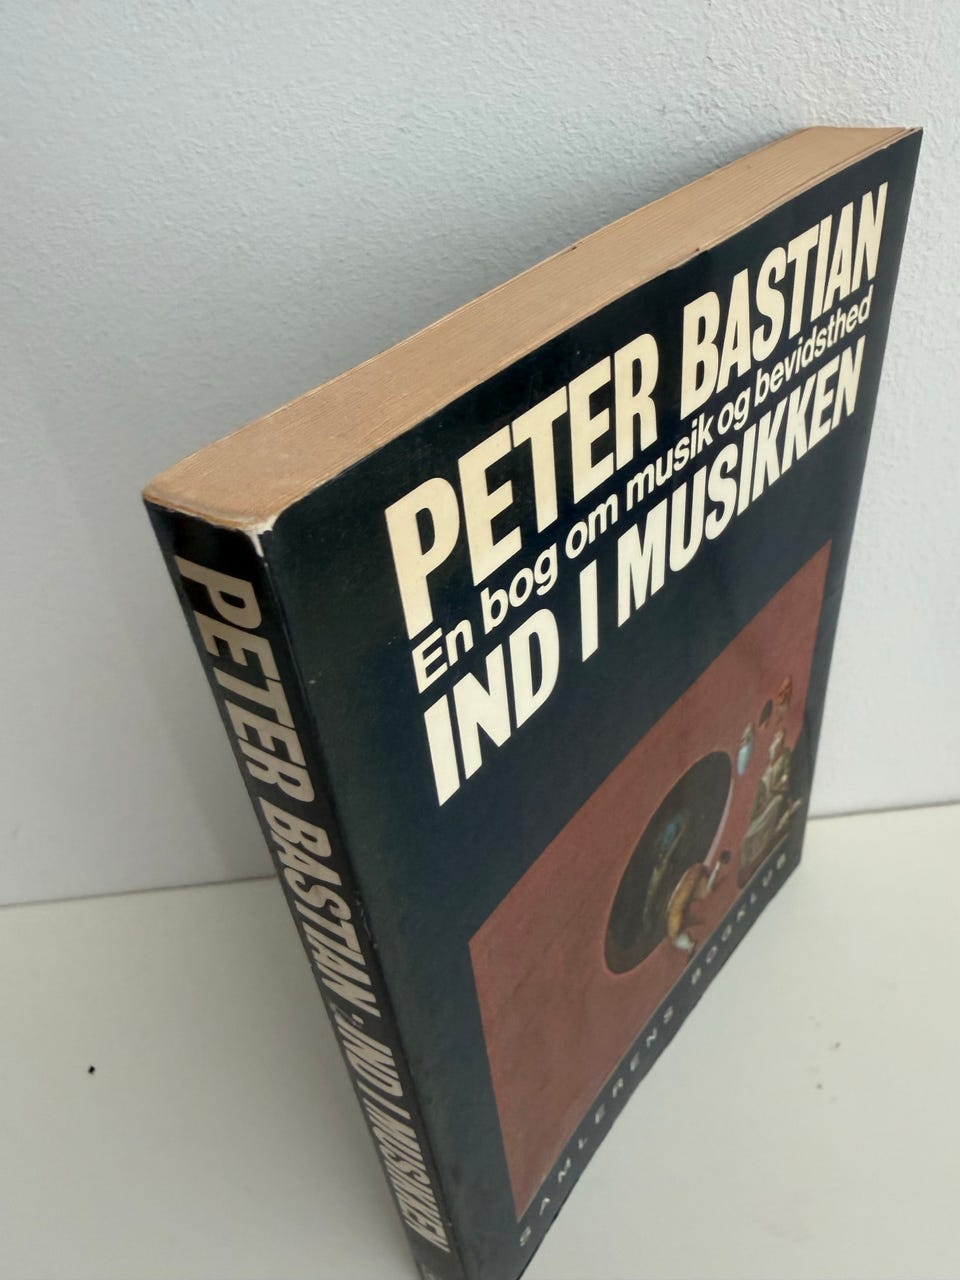 PETER BASTIAN
En bog om musik og bevidsthed
IND I MUSIKKEN
SAMLERENS BOGKLUB
PETER BASTIAN · IND I MUSIKKEN